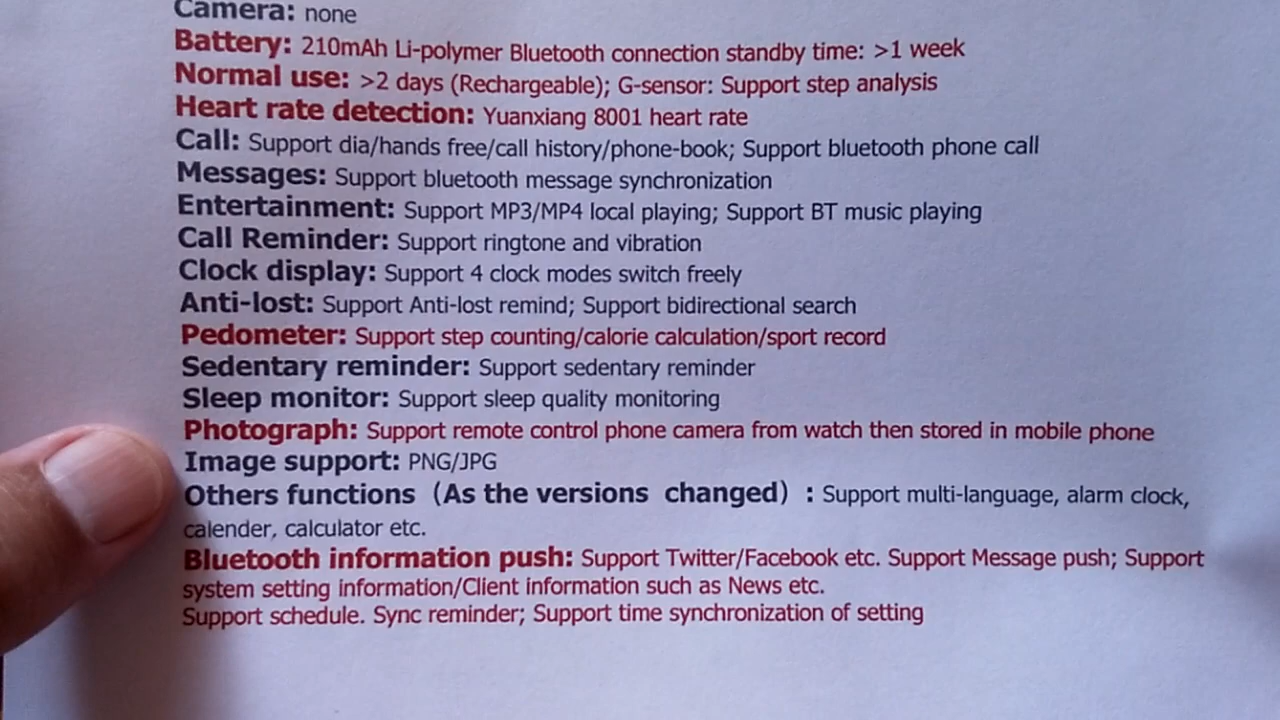 Camera: none
Battery: 210mAh Li-polymer Bluetooth connection standby time: >1 week
Normal use: >2 days (Rechargeable); G-sensor: Support step analysis
Heart rate detection: Yuanxiang 8001 heart rate
Call: Support dia/hands free/call history/phone-book; Support bluetooth phone call
Messages: Support bluetooth message synchronization
Entertainment: Support MP3/MP4 local playing; Support BT music playing
Call Reminder: Support ringtone and vibration
Clock display: Support 4 clock modes switch freely
Anti-lost: Support Anti-lost remind; Support bidirectional search
Pedometer: Support step counting/calorie calculation/sport record
Sedentary reminder: Support sedentary reminder
Sleep monitor: Support sleep quality monitoring
Photograph: Support remote control phone camera from watch then stored in mobile phone
Image support: PNG/JPG
Others functions (As the versions changed) : Support multi-language, alarm clock,
calender, calculator etc.
Bluetooth information push: Support Twitter/Facebook etc. Support Message push; Support
system setting information/Client information such as News etc.
Support schedule. Sync reminder; Support time synchronization of setting